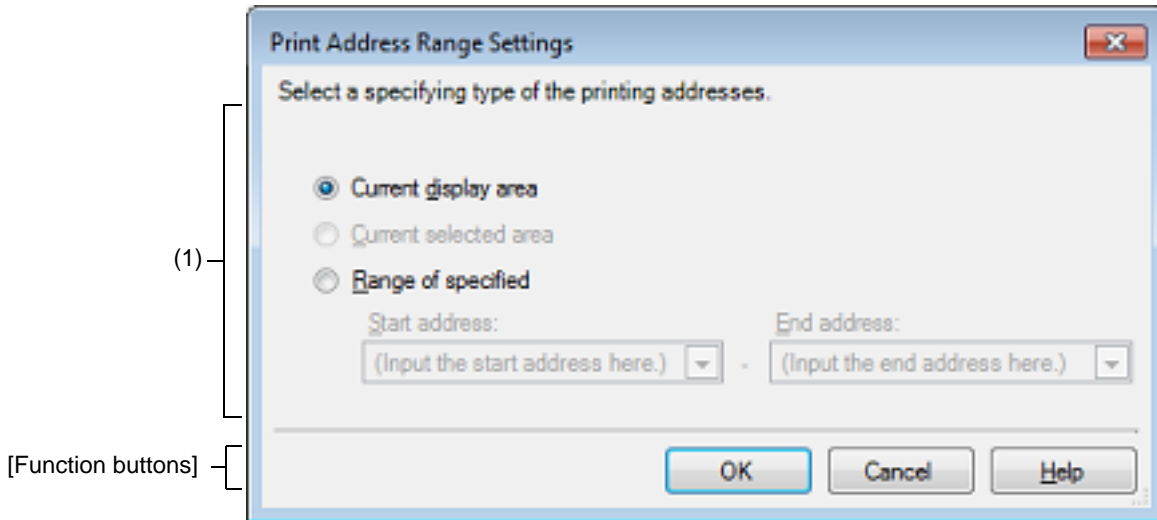 Print Address Range Settings
Select a specifying type of the printing addresses.
Current display area
Current selected area
(1)
Range of specified
Start address: End address:
(Input the start address here.) - (Input the end address here.)
[Function buttons]
OK Cancel Help